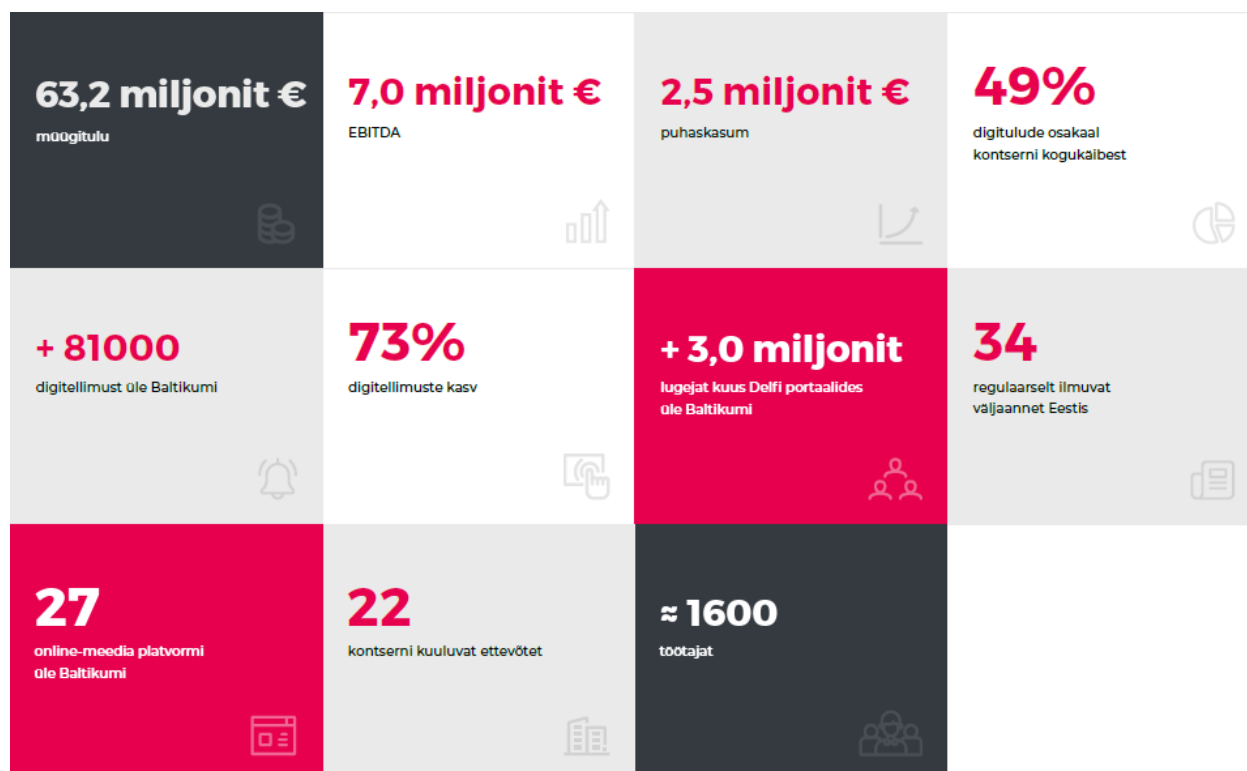 63,2 miljonit €
müügitulu
7,0 miljonit €
EBITDA
2,5 miljonit €
puhaskasum
49%
digitulude osakaal
kontserni kogukäibest
+ 81000
digitellimust üle Baltikumi
73%
digitellimuste kasv
+ 3,0 miljonit
lugejat kuus Delfi portaalides
üle Baltikumi
34
regulaarselt ilmuvat
väljaannet Eestis
27
online-meedia platvormi
üle Baltikumi
22
kontserni kuuluvat ettevõtet
≈ 1600
töötajat